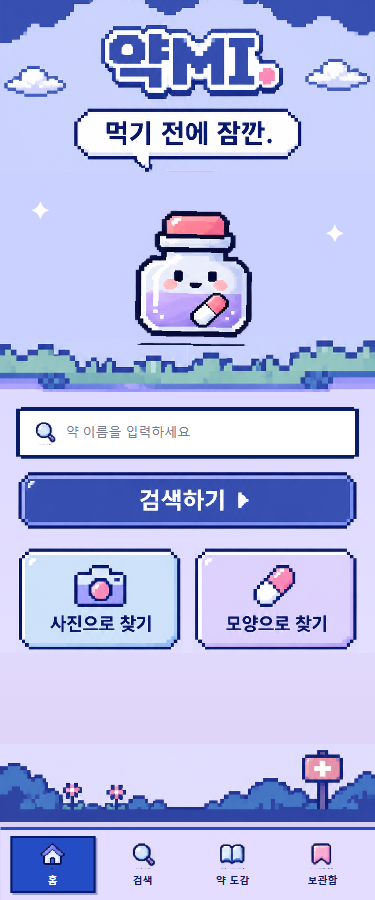 약MI.
먹기 전에 잠깐.
약 이름을 입력하세요
검색하기
사진으로 찾기
모양으로 찾기
홈
검색
약 도감
보관함